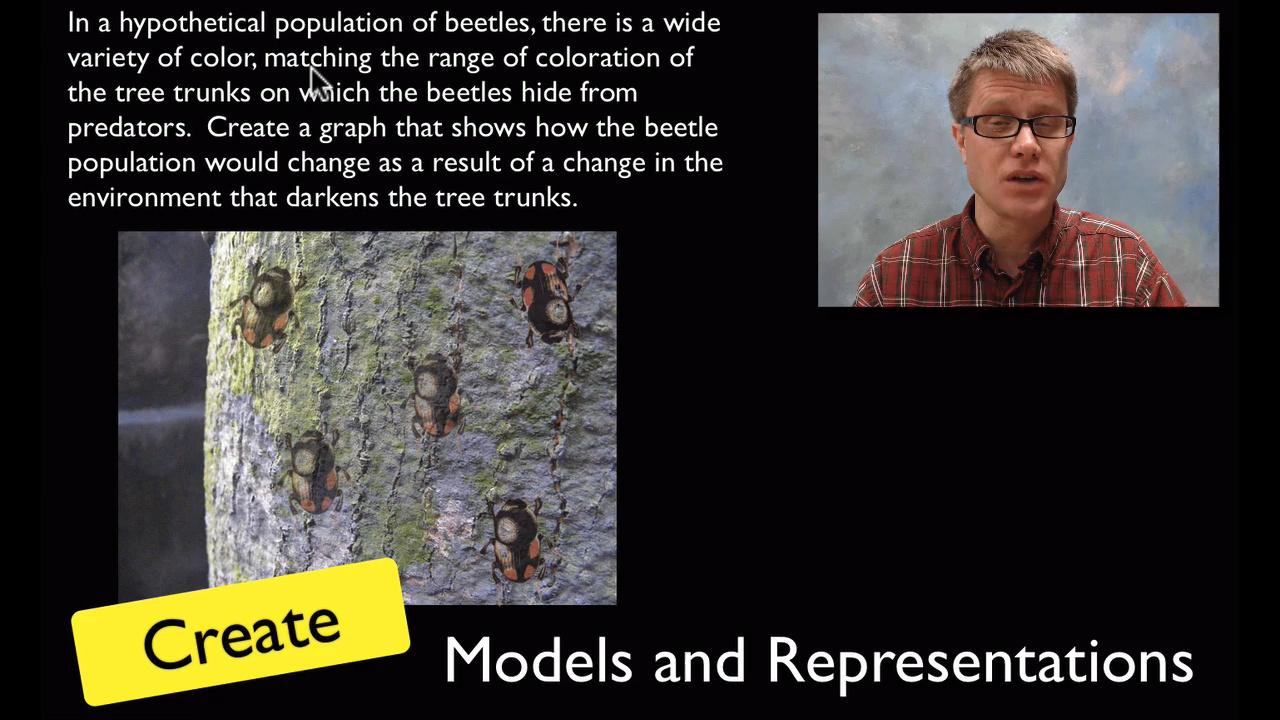 In a hypothetical population of beetles, there is a wide
variety of color, matching the range of coloration of
the tree trunks on which the beetles hide from
predators.  Create a graph that shows how the beetle
population would change as a result of a change in the
environment that darkens the tree trunks.
Create
Models and Representations